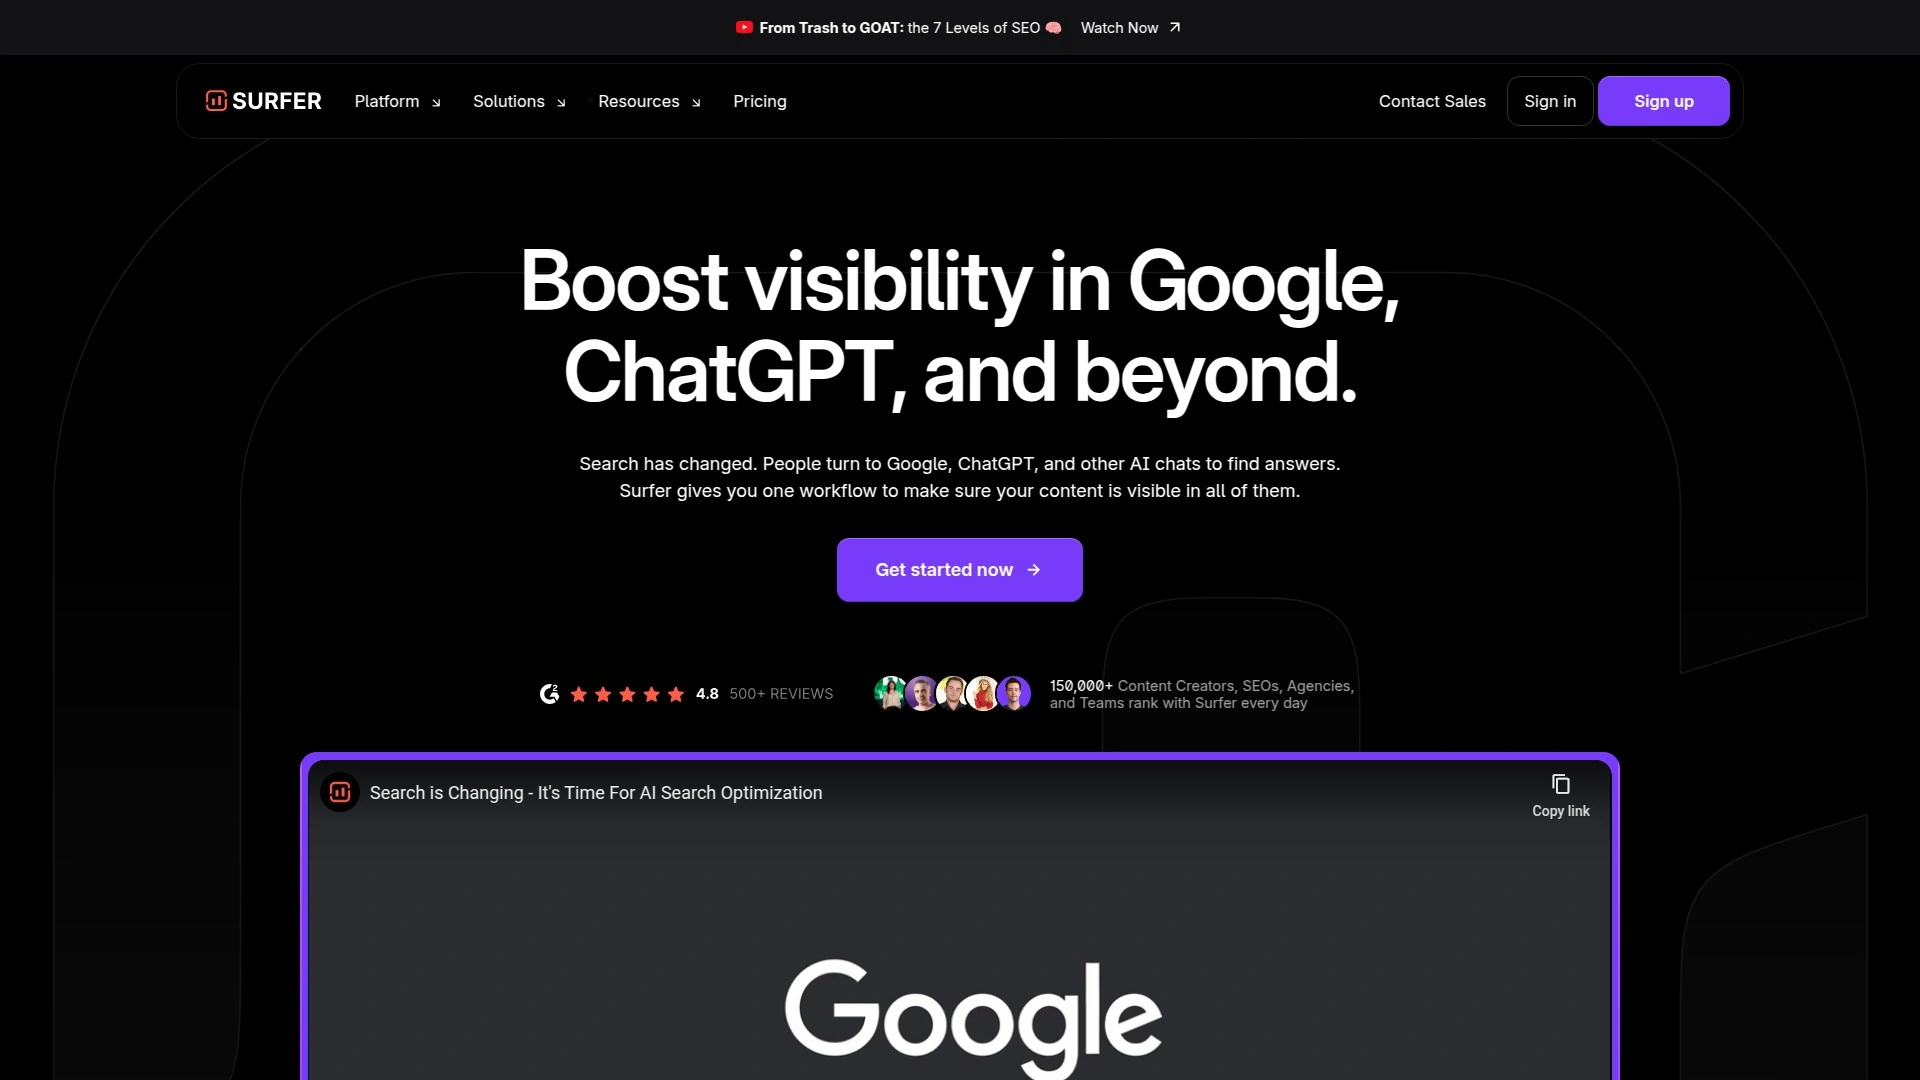 From Trash to GOAT: the 7 Levels of SEO 🧠 Watch Now
SURFER Platform Solutions Resources Pricing Contact Sales Sign in Sign up
Boost visibility in Google,
ChatGPT, and beyond.
Search has changed. People turn to Google, ChatGPT, and other AI chats to find answers.
Surfer gives you one workflow to make sure your content is visible in all of them.
Get started now
G2 4.8 500+ REVIEWS
150,000+ Content Creators, SEOs, Agencies,
and Teams rank with Surfer every day
Search is Changing - It's Time For AI Search Optimization
Copy link
Google